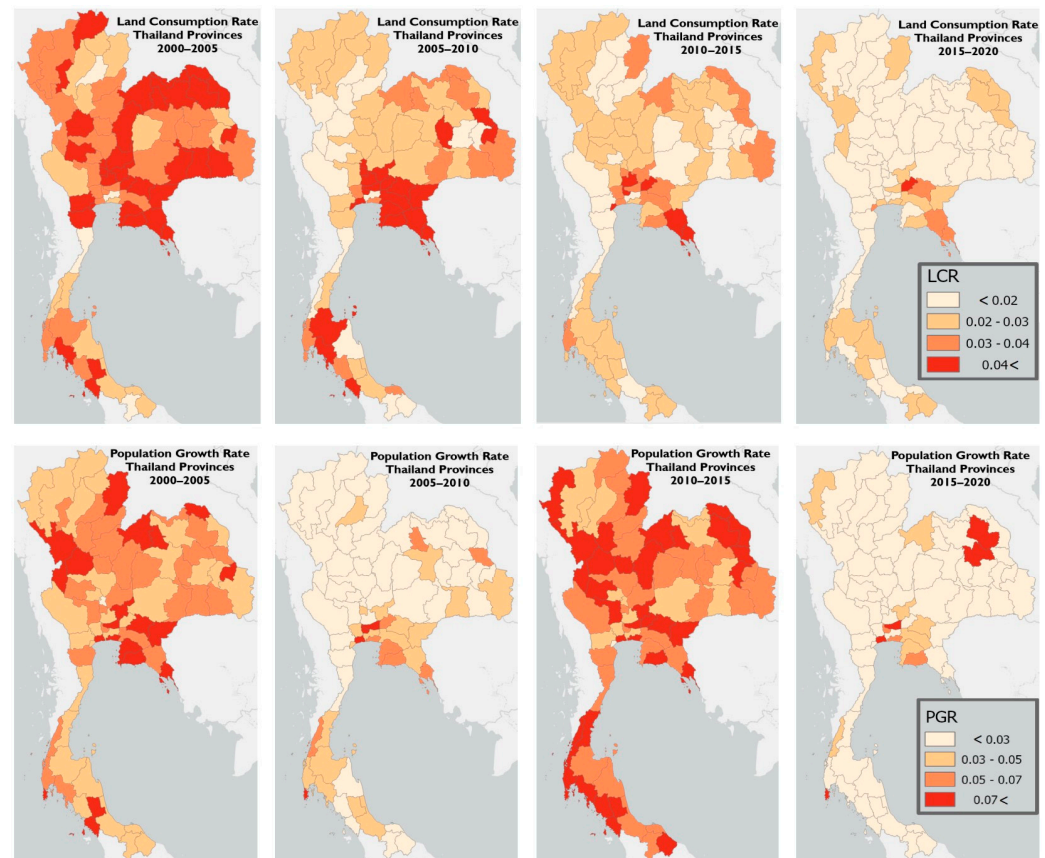 Land Consumption Rate
Thailand Provinces
2000–2005
Land Consumption Rate
Thailand Provinces
2005–2010
Land Consumption Rate
Thailand Provinces
2010–2015
Land Consumption Rate
Thailand Provinces
2015–2020
LCR
< 0.02
0.02 - 0.03
0.03 - 0.04
0.04<
Population Growth Rate
Thailand Provinces
2000–2005
Population Growth Rate
Thailand Provinces
2005–2010
Population Growth Rate
Thailand Provinces
2010–2015
Population Growth Rate
Thailand Provinces
2015–2020
PGR
< 0.03
0.03 - 0.05
0.05 - 0.07
0.07<